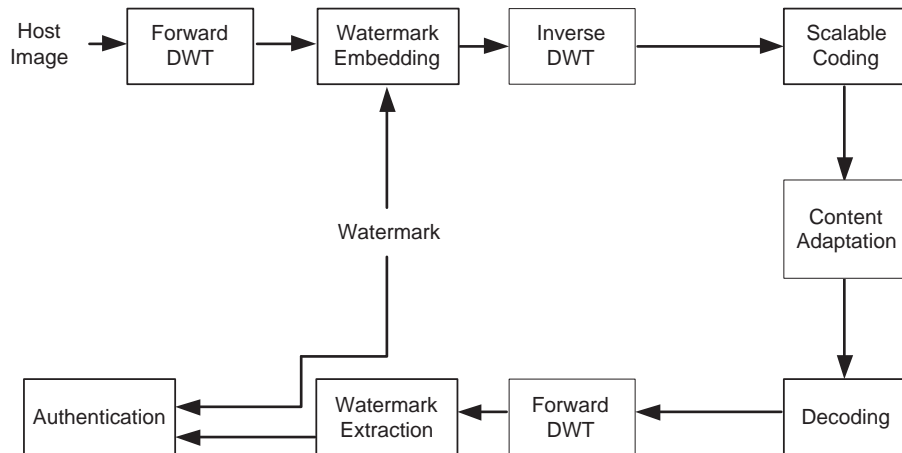 Host
Image
Forward
DWT
Watermark
Embedding
Inverse
DWT
Scalable
Coding
Content
Adaptation
Watermark
Authentication
Watermark
Extraction
Forward
DWT
Decoding